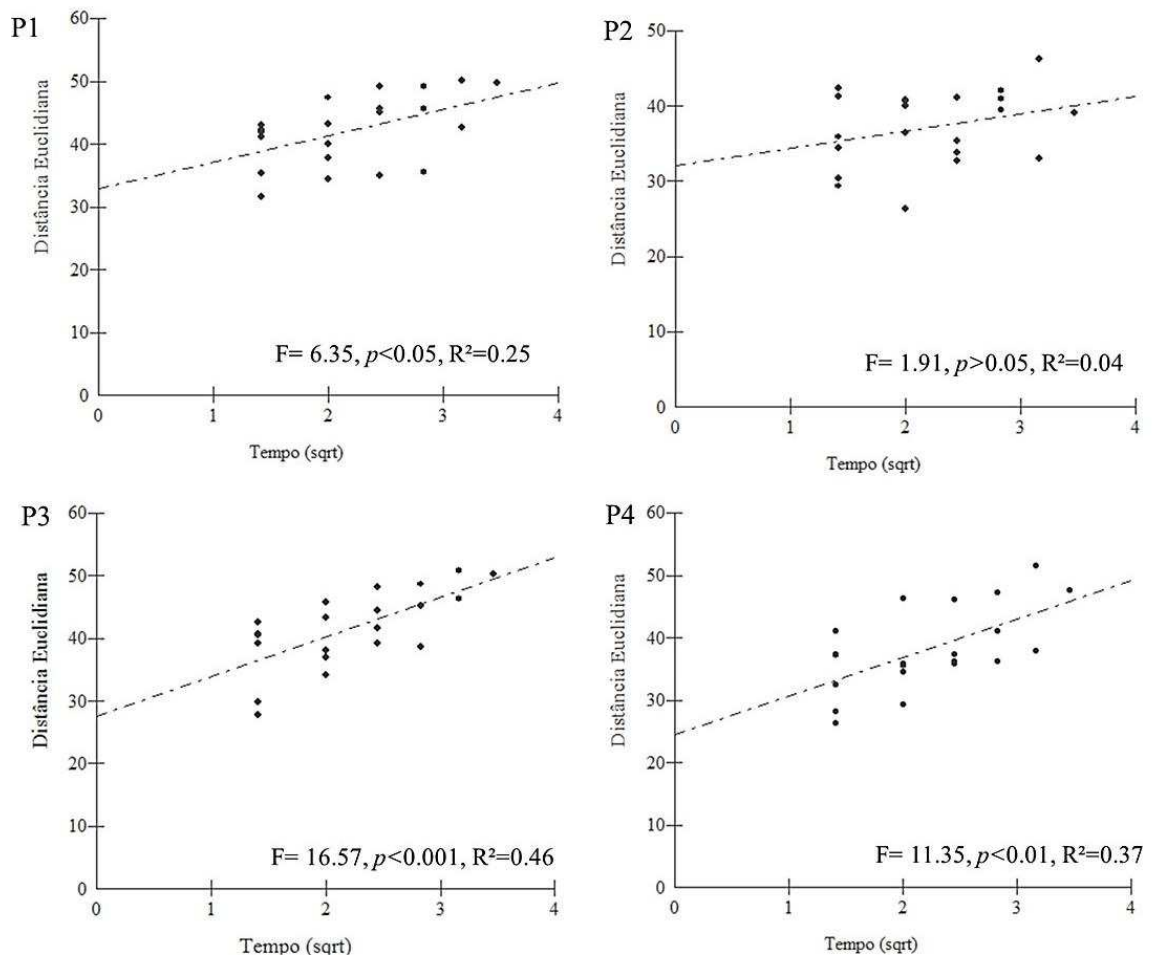 P1
60
50
40
30
20
10
0
Distância Euclidiana
F= 6.35, p<0.05, R²=0.25
0 1 2 3 4
Tempo (sqrt)
P2
50
40
30
20
10
0
Distância Euclidiana
F= 1.91, p>0.05, R²=0.04
0 1 2 3 4
Tempo (sqrt)
P3
60
50
40
30
20
10
0
Distância Euclidiana
F= 16.57, p<0.001, R²=0.46
0 1 2 3 4
Tempo (sqrt)
P4
60
50
40
30
20
10
0
Distância Euclidiana
F= 11.35, p<0.01, R²=0.37
0 1 2 3 4
Tempo (sqrt)